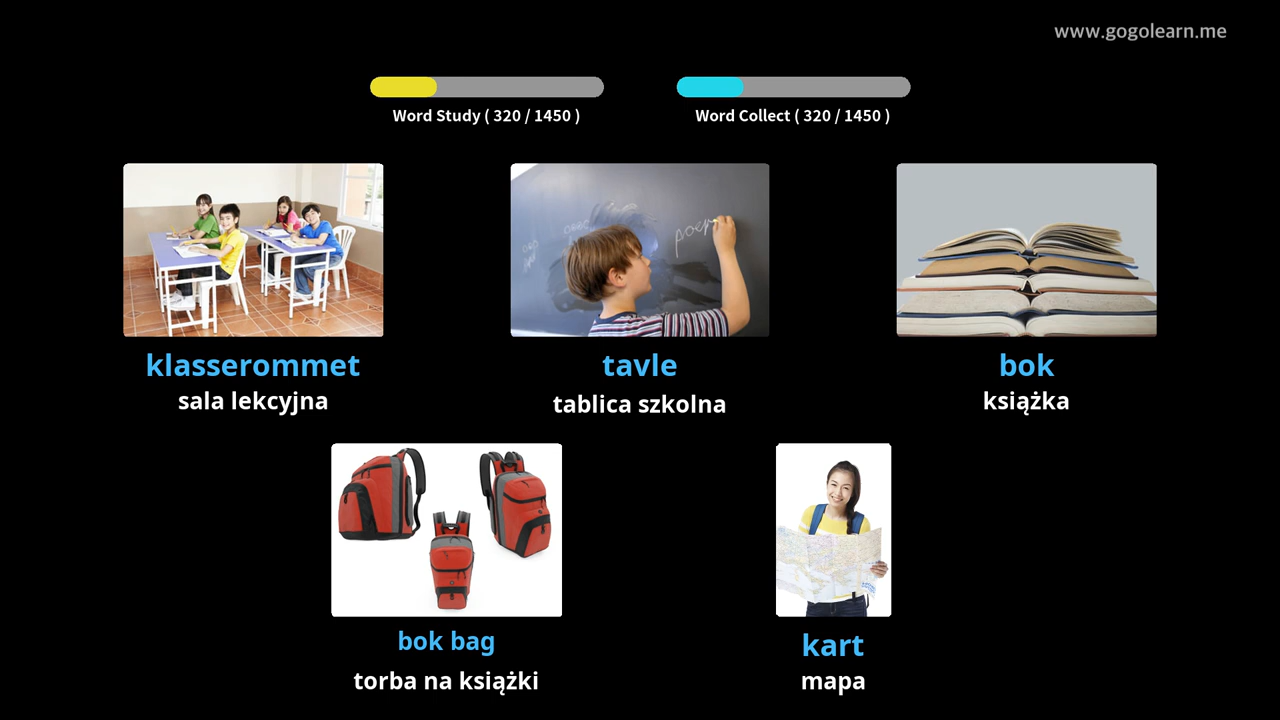 www.gogolearn.me
Word Study ( 320 / 1450 )
Word Collect ( 320 / 1450 )
poer
klasserommet
tavle
bok
sala lekcyjna
tablica szkolna
książka
bok bag
kart
torba na książki
mapa